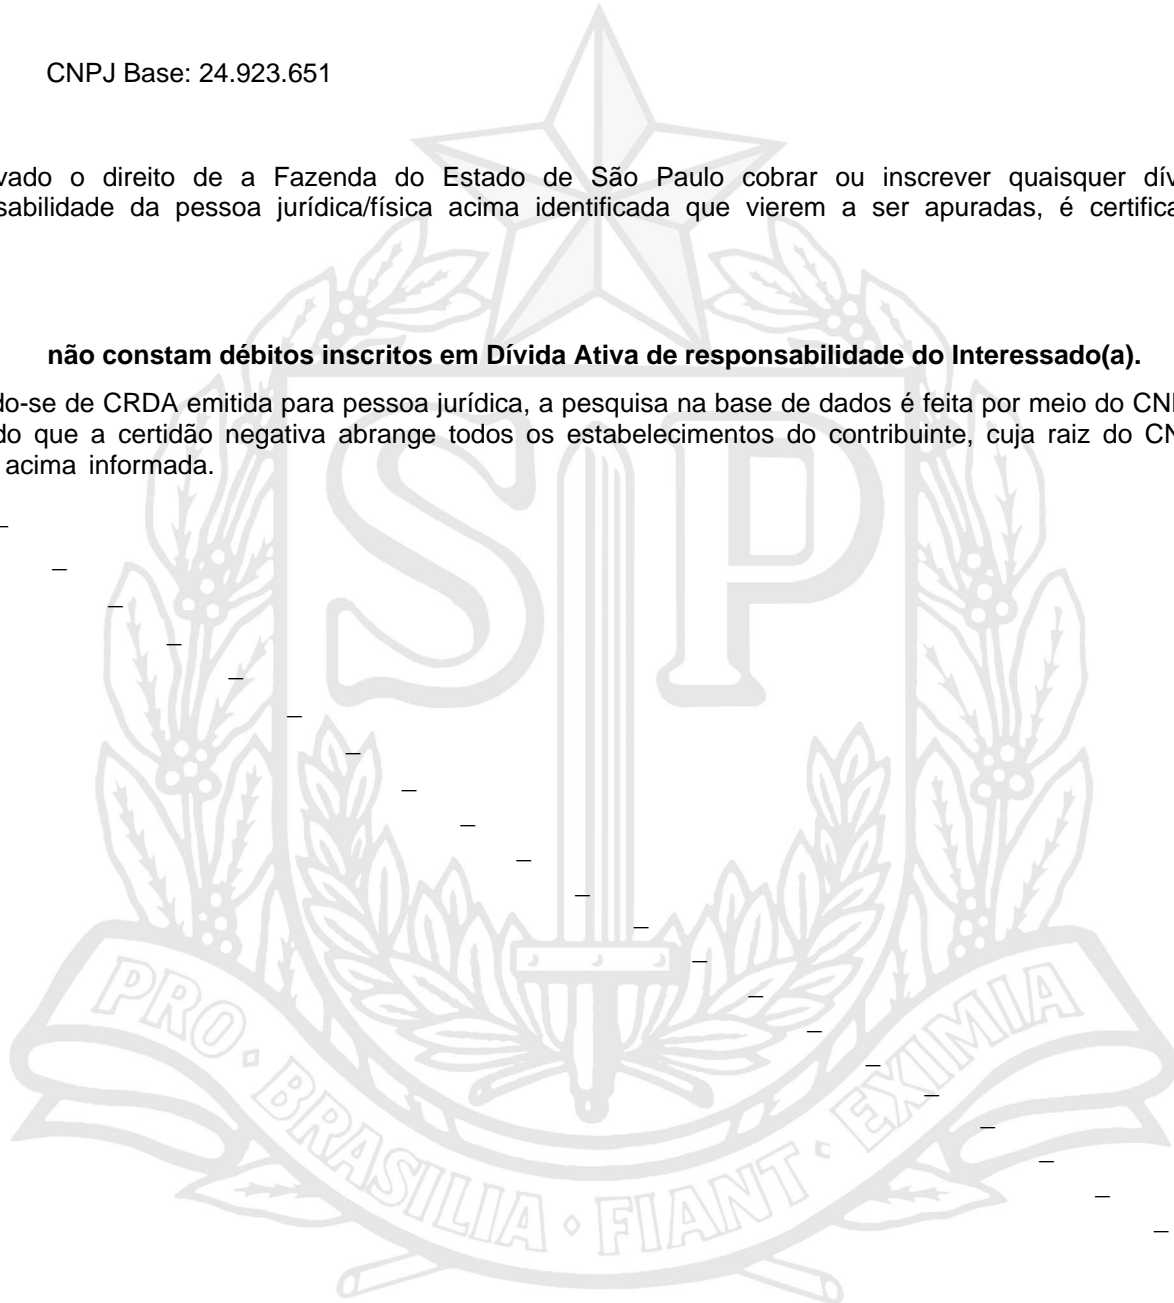 CNPJ Base: 24.923.651
vado o direito de a Fazenda do Estado de São Paulo cobrar ou inscrever quaisquer dív
sabilidade da pessoa jurídica/física acima identificada que vierem a ser apuradas, é certifica
não constam débitos inscritos em Dívida Ativa de responsabilidade do Interessado(a).
do-se de CRDA emitida para pessoa jurídica, a pesquisa na base de dados é feita por meio do CN
do que a certidão negativa abrange todos os estabelecimentos do contribuinte, cuja raiz do CN
acima informada.
SP
PRO · BRASILIA · FIANT · EXIMIA